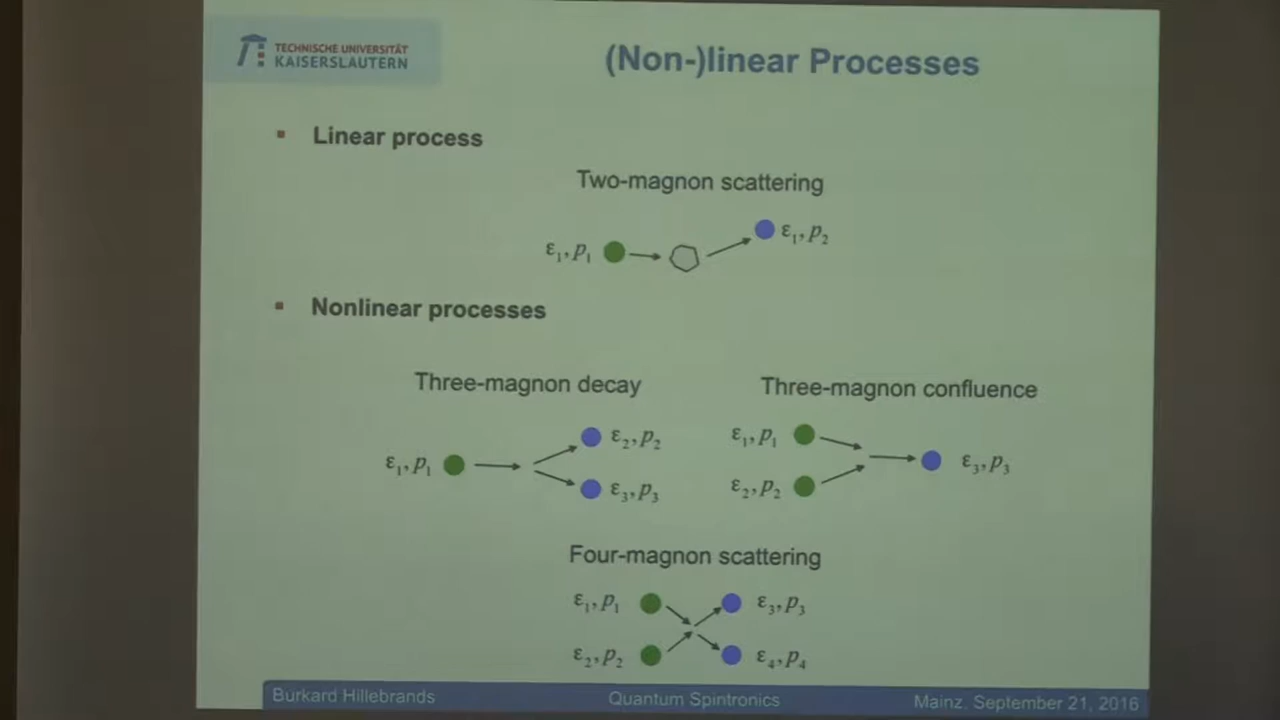 TECHNISCHE UNIVERSITÄT
KAISERSLAUTERN
(Non-)linear Processes
Linear process
Two-magnon scattering
ε₁, p₁
ε₁, p₂
Nonlinear processes
Three-magnon decay
ε₁, p₁
ε₂, p₂
ε₃, p₃
Three-magnon confluence
ε₁, p₁
ε₂, p₂
ε₃, p₃
Four-magnon scattering
ε₁, p₁
ε₃, p₃
ε₂, p₂
ε₄, p₄
Burkard Hillebrands
Quantum Spintronics
Mainz, September 21, 2016